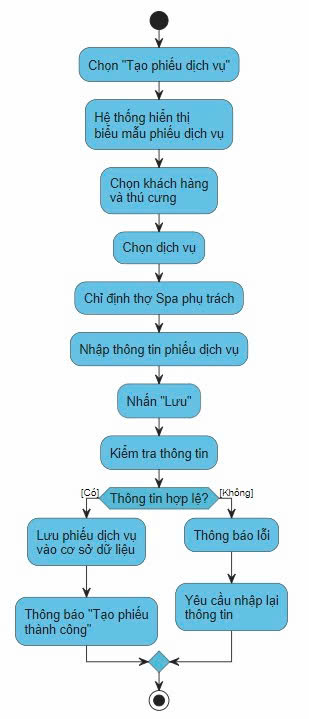 Chọn "Tạo phiếu dịch vụ"
Hệ thống hiển thị
biểu mẫu phiếu dịch vụ
Chọn khách hàng
và thú cưng
Chọn dịch vụ
Chỉ định thợ Spa phụ trách
Nhập thông tin phiếu dịch vụ
Nhấn "Lưu"
Kiểm tra thông tin
Thông tin hợp lệ?
[Có]
[Không]
Lưu phiếu dịch vụ
vào cơ sở dữ liệu
Thông báo "Tạo phiếu
thành công"
Thông báo lỗi
Yêu cầu nhập lại
thông tin